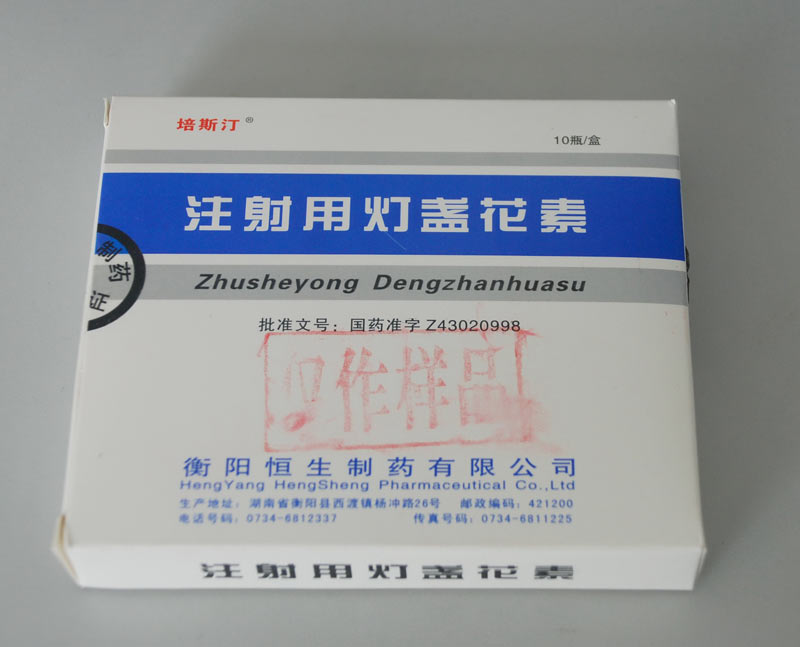 培斯汀®
10瓶/盒
注射用灯盏花素
Zhusheyong Dengzhanhuasu
制药
证
批准文号：国药准字 Z43020998
仅作样品
衡阳恒生制药有限公司
HengYang HengSheng Pharmaceutical Co.,Ltd
生产地址：湖南省衡阳县西渡镇杨冲路26号 邮政编码：421200
电话号码：0734-6812337 传真号码：0734-6811225
注射用灯盏花素